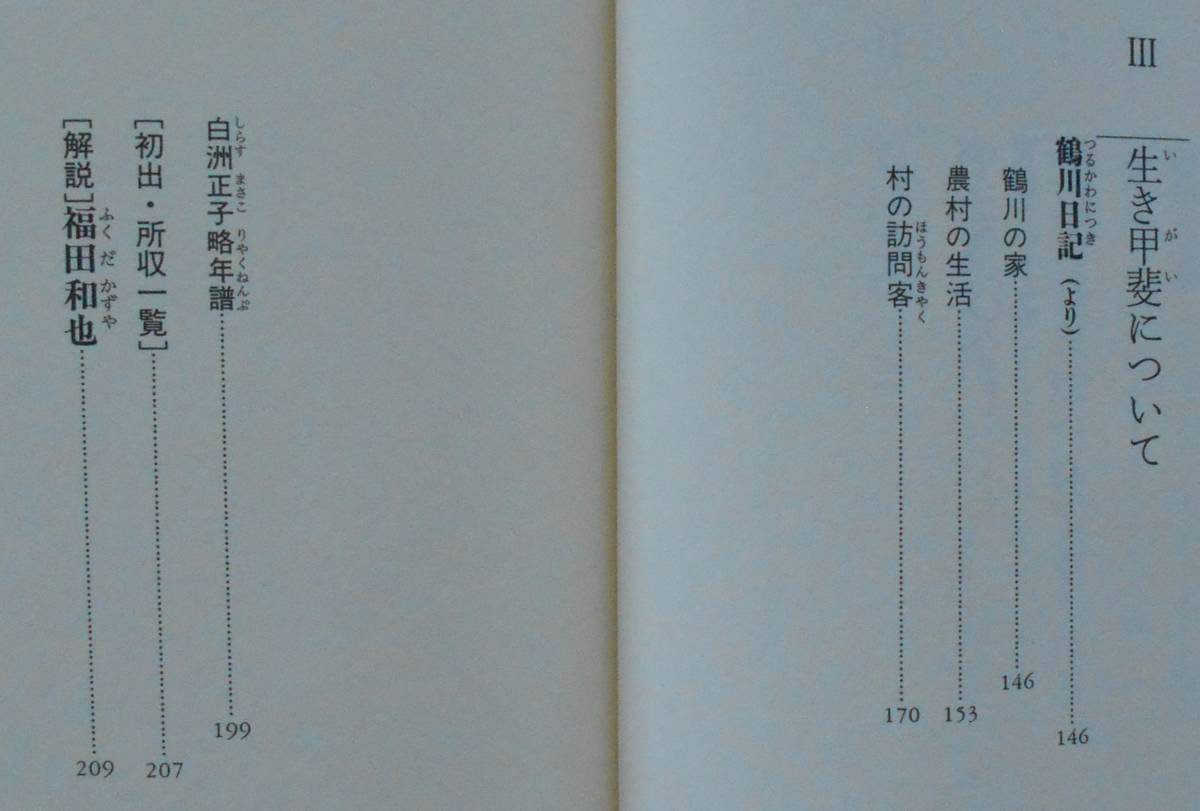 III
生き甲斐について
鶴川日記(より)……146
鶴川の家……146
農村の生活……153
村の訪問客……170
白洲正子略年譜……199
[初出・所収一覧]……207
[解説]福田和也……209